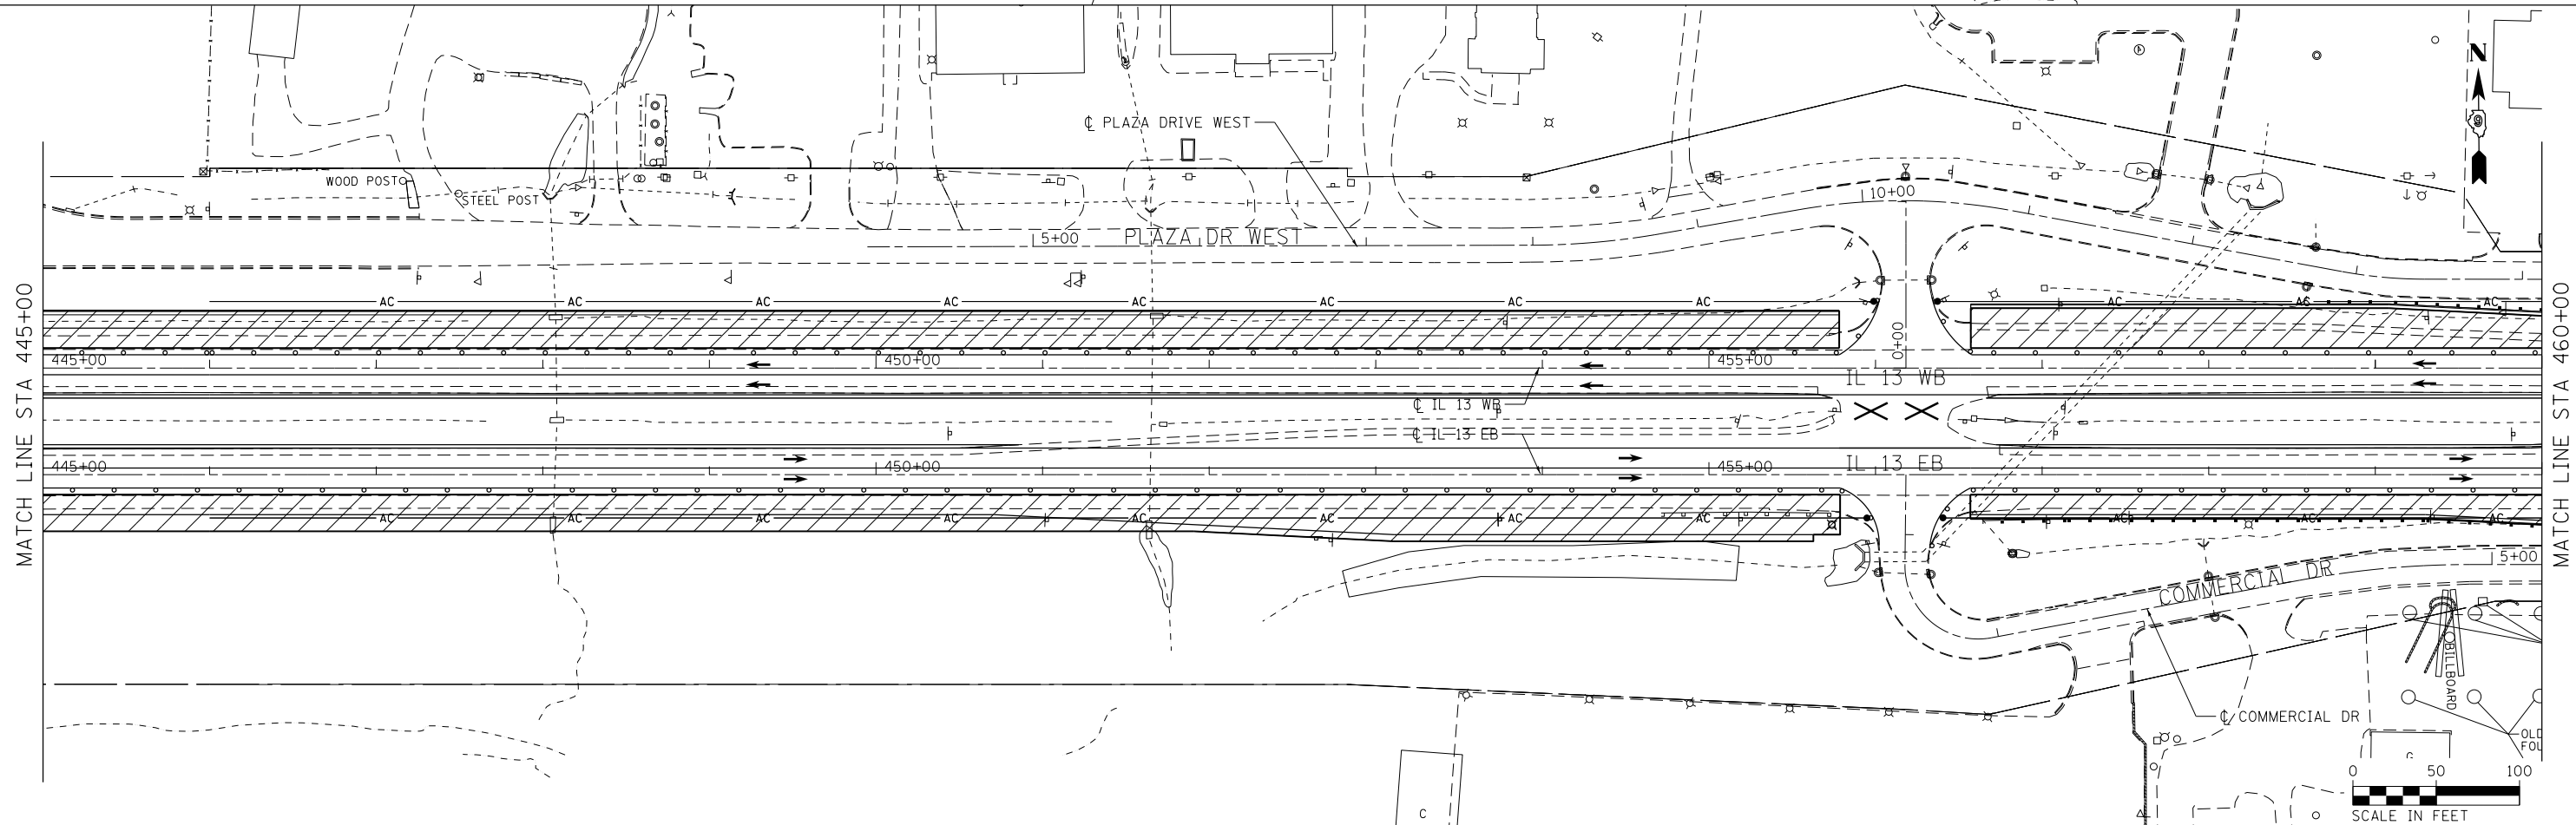 N
℄ PLAZA DRIVE WEST
WOOD POST
STEEL POST
10+00
5+00
PLAZA DR WEST
AC AC AC AC AC AC AC AC AC AC AC
MATCH LINE STA 445+00
MATCH LINE STA 460+00
445+00
450+00
455+00
0+00
IL 13 WB
℄ IL 13 WB
℄ IL 13 EB
445+00
450+00
455+00
IL 13 EB
AC AC AC AC AC AC AC AC AC AC AC
5+00
COMMERCIAL DR
BILLBOARD
℄ COMMERCIAL DR
OLD
C
0 50 100
SCALE IN FEET